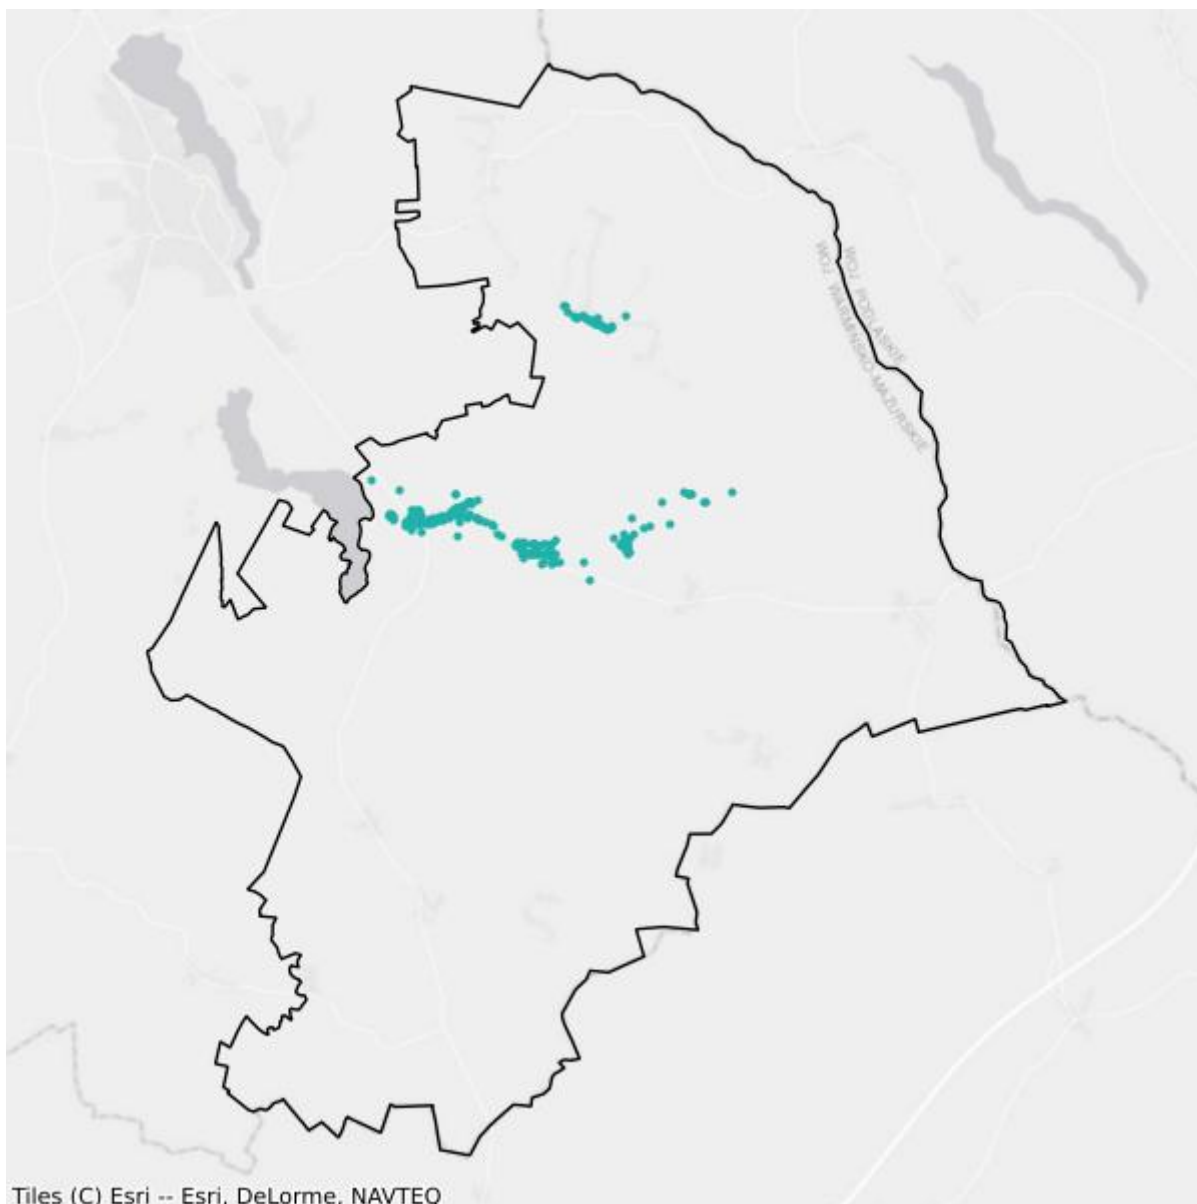 WOJ. PODLASKIE
WOJ. WARMIŃSKO-MAZURSKIE
Tiles (C) Esri -- Esri, DeLorme, NAVTEQ